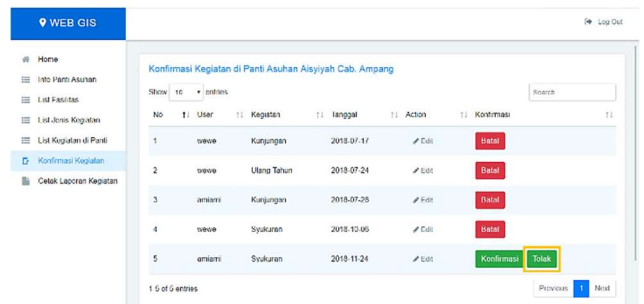 WEB GIS
Log Out
Home
Info Panti Asuhan
List Fasilitas
List Jenis Kegiatan
List Kegiatan di Panti
Konfirmasi Kegiatan
Cetak Laporan Kegiatan
Konfirmasi Kegiatan di Panti Asuhan Aisyiyah Cab. Ampang
Show 10 entries
Search
No User Kegiatan Tanggal Action Konfirmasi
1 wewe Kunjungan 2018-07-17 Edit Batal
2 wewe Ulang Tahun 2018-07-24 Edit Batal
3 amiami Kunjungan 2018-07-28 Edit Batal
4 wewe Syukuran 2018-10-06 Edit Batal
5 amiami Syukuran 2018-11-24 Edit Konfirmasi Tolak
1 5 of 5 entries
Previous 1 Next